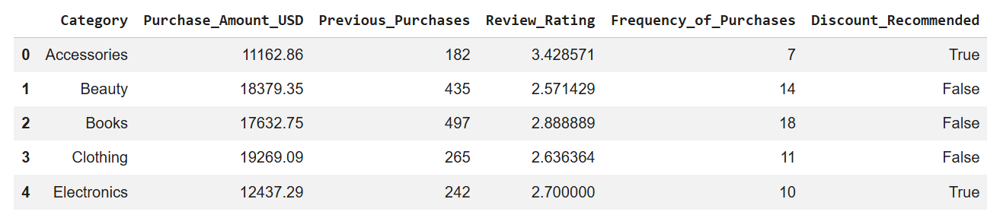 Category Purchase_Amount_USD Previous_Purchases Review_Rating Frequency_of_Purchases Discount_Recommended
0 Accessories 11162.86 182 3.428571 7 True
1 Beauty 18379.35 435 2.571429 14 False
2 Books 17632.75 497 2.888889 18 False
3 Clothing 19269.09 265 2.636364 11 False
4 Electronics 12437.29 242 2.700000 10 True